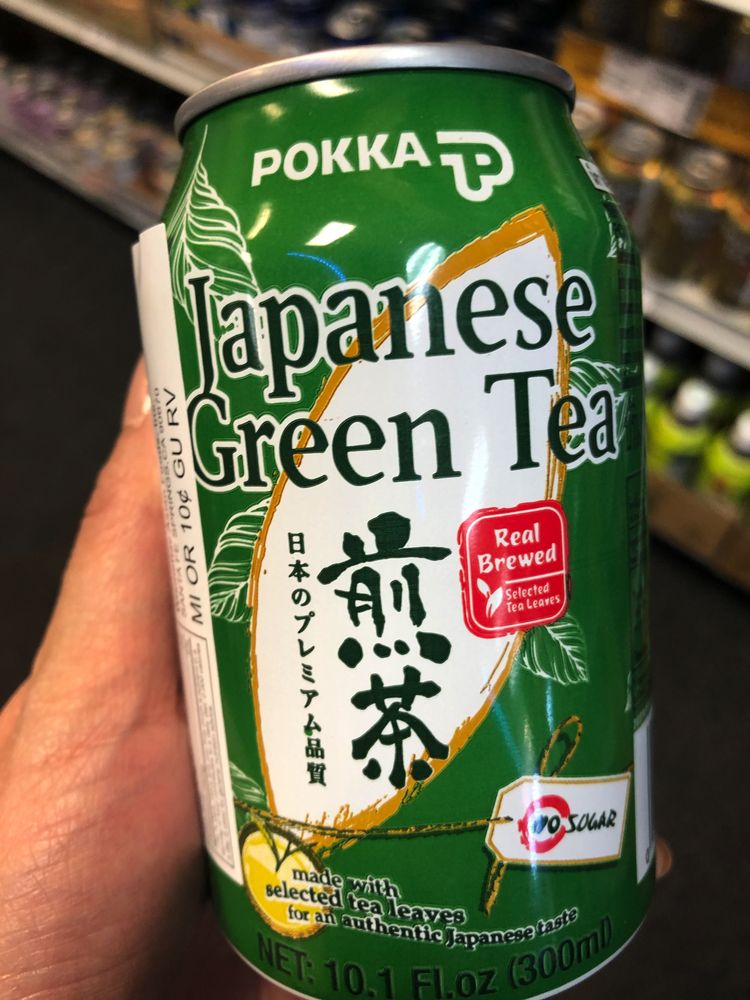 POKKA
Japanese
Green Tea
煎茶
日本のプレミアム品質
Real
Brewed
Selected
Tea Leaves
NO SUGAR
made with
selected tea leaves
for an authentic Japanese taste
NET: 10.1 Fl.oz (300ml)
MI OR 10¢ GU RV